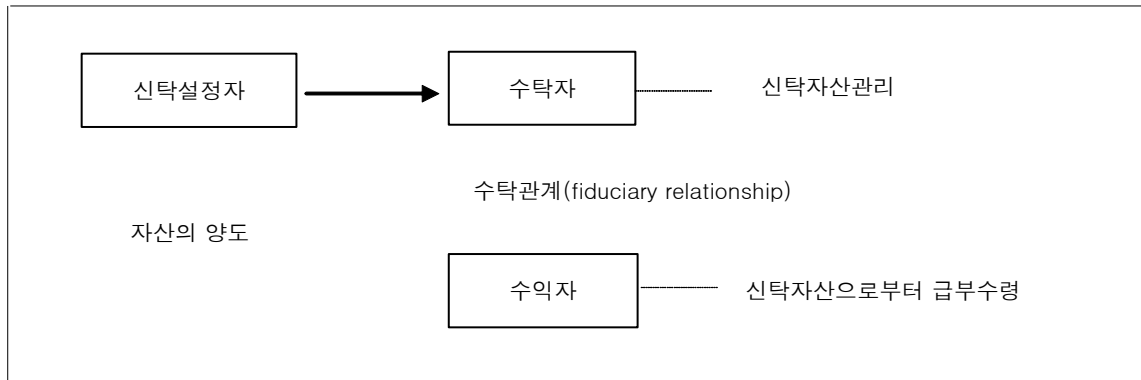 신탁설정자
수탁자
신탁자산관리
수탁관계(fiduciary relationship)
자산의 양도
수익자
신탁자산으로부터 급부수령